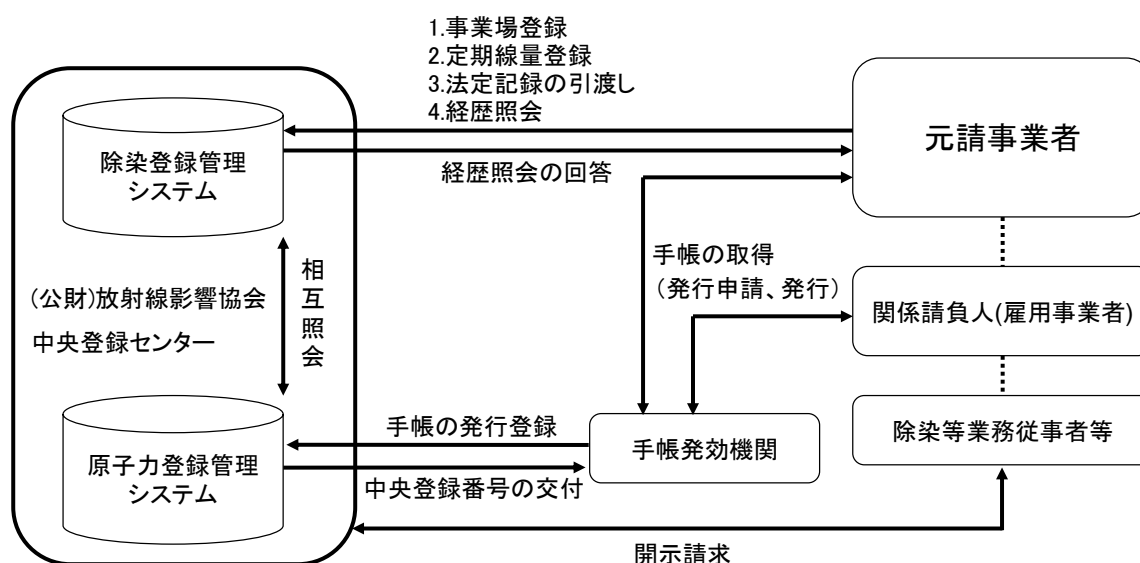 1.事業場登録
2.定期線量登録
3.法定記録の引渡し
4.経歴照会
元請事業者
除染登録管理
システム
経歴照会の回答
手帳の取得
(発行申請、発行)
相互照会
(公財)放射線影響協会
中央登録センター
関係請負人(雇用事業者)
手帳の発行登録
手帳発効機関
除染等業務従事者等
原子力登録管理
システム
中央登録番号の交付
開示請求